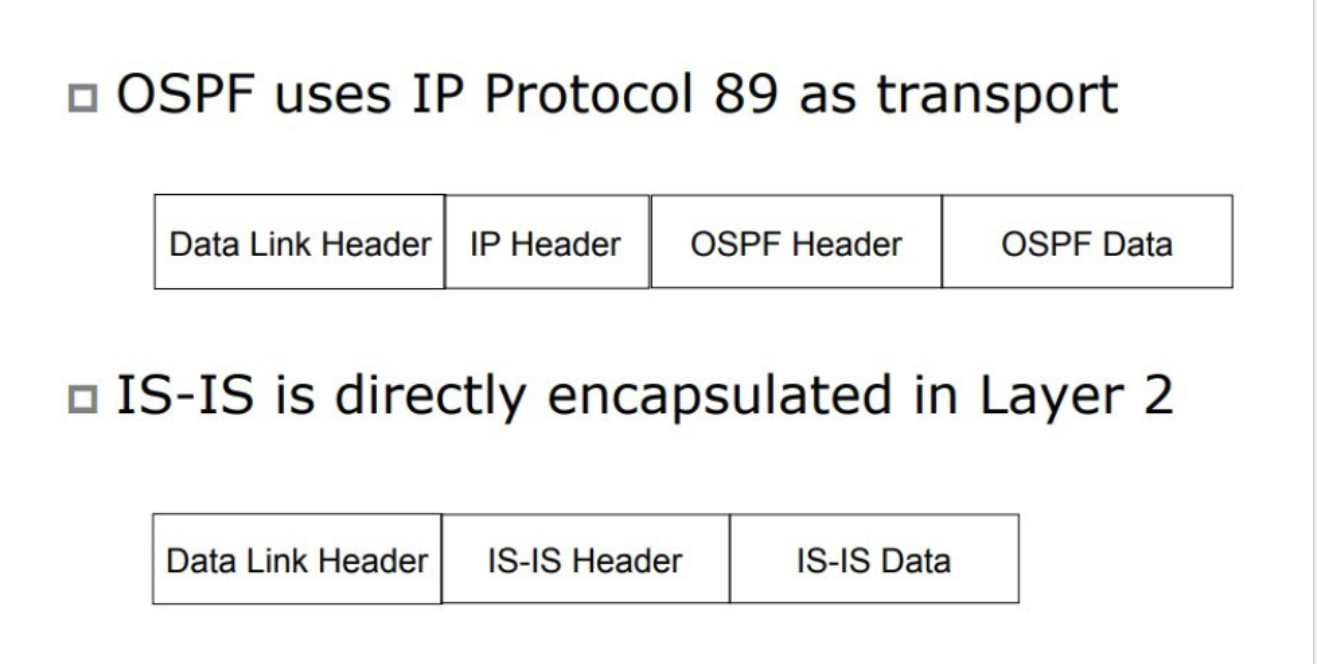 OSPF uses IP Protocol 89 as transport
Data Link Header IP Header OSPF Header OSPF Data
IS-IS is directly encapsulated in Layer 2
Data Link Header IS-IS Header IS-IS Data